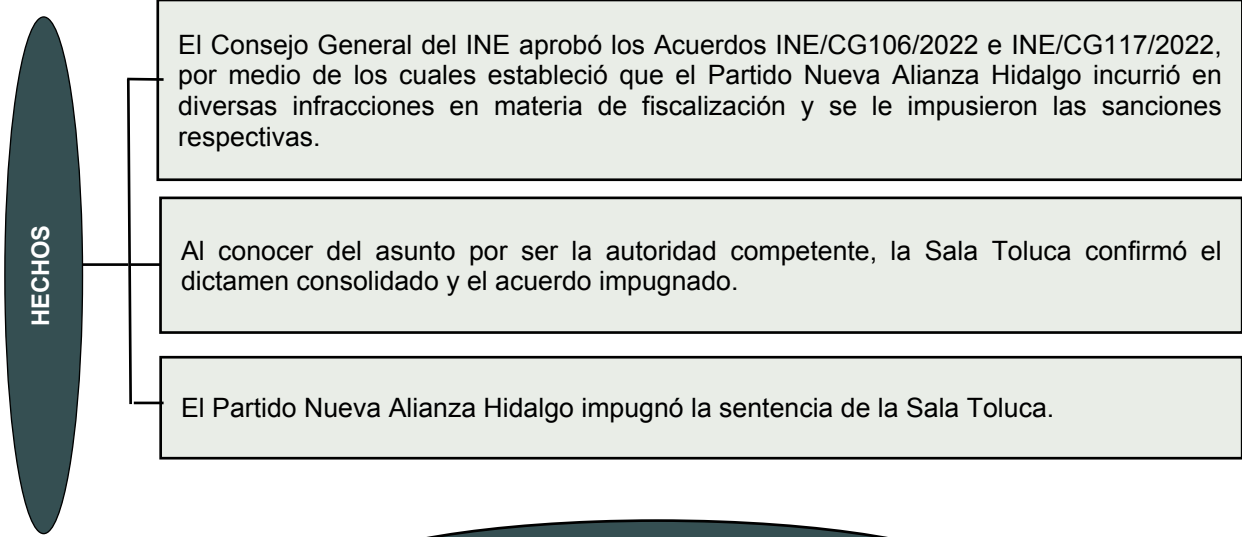 HECHOS
El Consejo General del INE aprobó los Acuerdos INE/CG106/2022 e INE/CG117/2022,
por medio de los cuales estableció que el Partido Nueva Alianza Hidalgo incurrió en
diversas infracciones en materia de fiscalización y se le impusieron las sanciones
respectivas.
Al conocer del asunto por ser la autoridad competente, la Sala Toluca confirmó el
dictamen consolidado y el acuerdo impugnado.
El Partido Nueva Alianza Hidalgo impugnó la sentencia de la Sala Toluca.